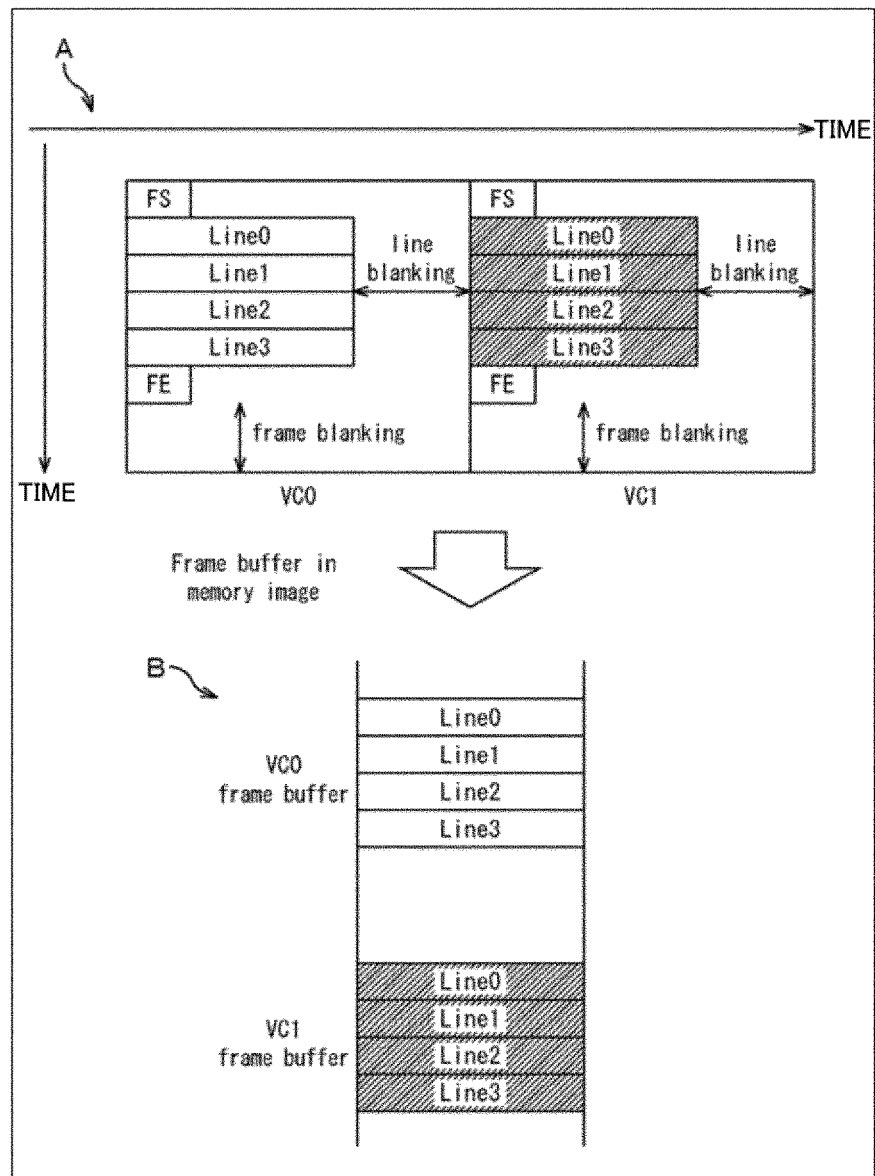 A
TIME
FS FS
Line0 line blanking Line0 line blanking
Line1 Line1
Line2 Line2
Line3 Line3
FE FE
frame blanking frame blanking
TIME
VC0 VC1
Frame buffer in
memory image
B
Line0
Line1
VC0
frame buffer
Line2
Line3
Line0
Line1
VC1
frame buffer
Line2
Line3